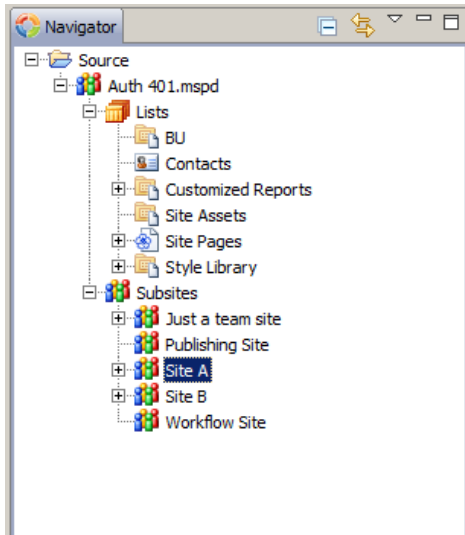 Navigator
Source
Auth 401.mspd
Lists
BU
Contacts
Customized Reports
Site Assets
Site Pages
Style Library
Subsites
Just a team site
Publishing Site
Site A
Site B
Workflow Site